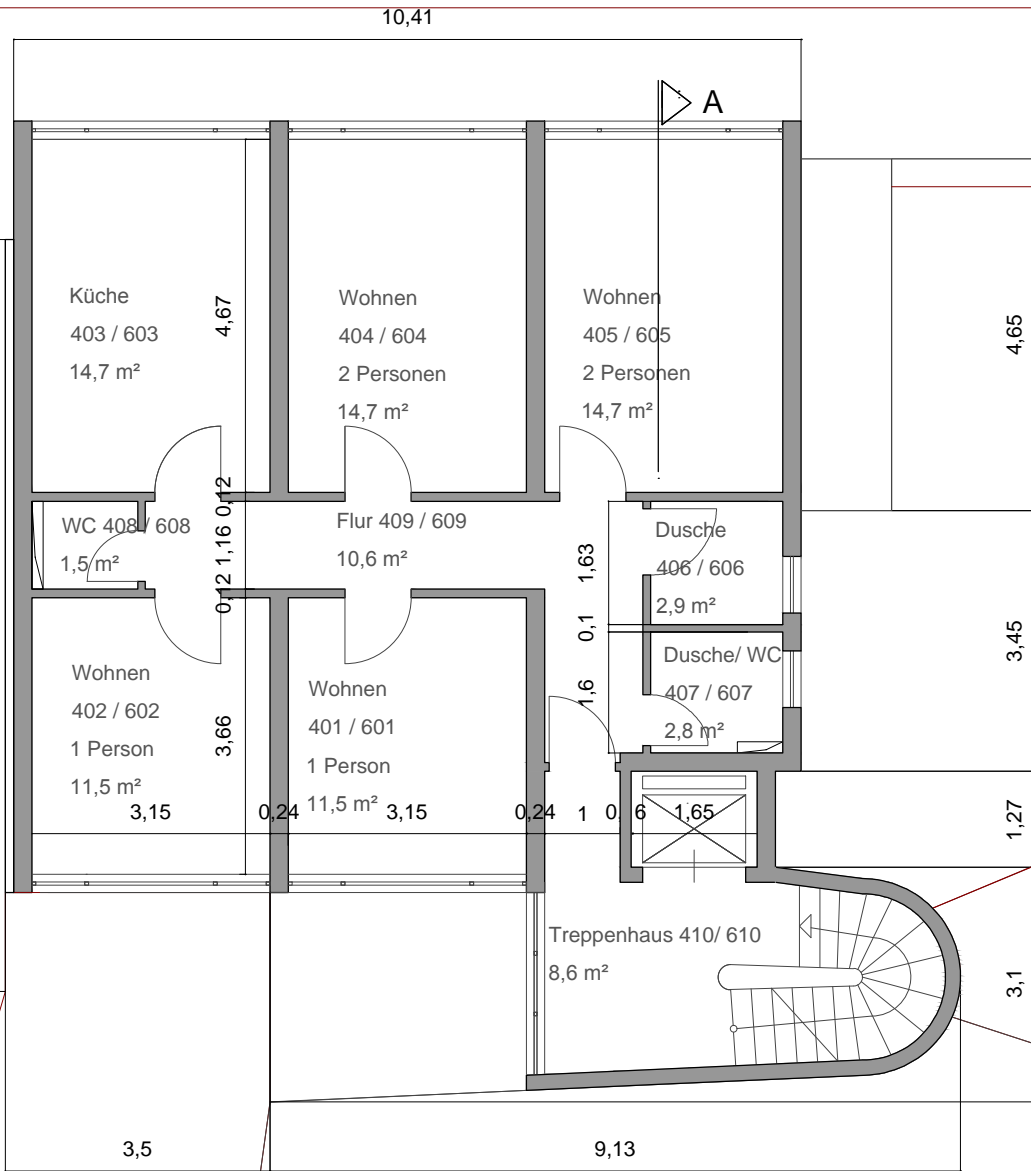 10,41
A
Küche
403 / 603
14,7 m²
4,67
Wohnen
404 / 604
2 Personen
14,7 m²
Wohnen
405 / 605
2 Personen
14,7 m²
4,65
0,12
WC 408 / 608
1,5 m²
1,16
0,12
Flur 409 / 609
10,6 m²
1,63
Dusche
406 / 606
2,9 m²
0,1
3,45
Dusche/ WC
407 / 607
2,8 m²
1,6
Wohnen
402 / 602
1 Person
11,5 m²
3,66
Wohnen
401 / 601
1 Person
11,5 m²
3,15
0,24
3,15
0,24
1
0,16
1,65
1,27
Treppenhaus 410/ 610
8,6 m²
3,1
3,5
9,13